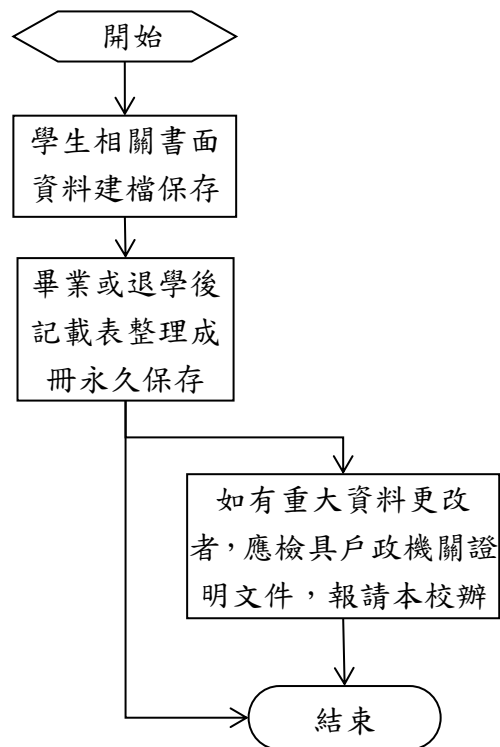 開始
學生相關書面
資料建檔保存
畢業或退學後
記載表整理成
冊永久保存
如有重大資料更改
者，應檢具戶政機關證
明文件，報請本校辦
結束